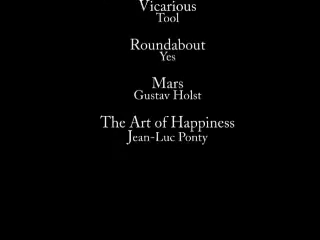 Vicarious
Tool
Roundabout
Yes
Mars
Gustav Holst
The Art of Happiness
Jean-Luc Ponty